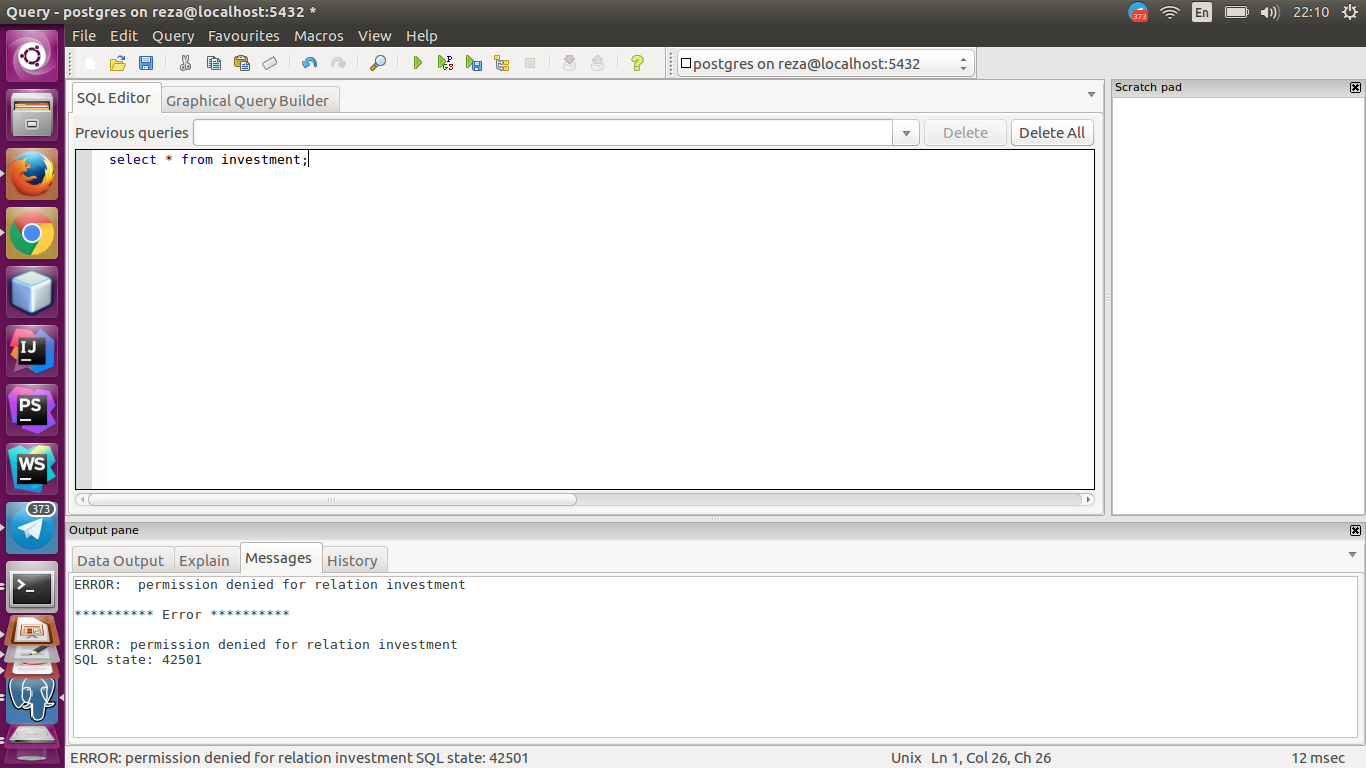 Query - postgres on reza@localhost:5432 *
373
En
22:10
File Edit Query Favourites Macros View Help
postgres on reza@localhost:5432
SQL Editor
Graphical Query Builder
Scratch pad
Previous queries
Delete
Delete All
select * from investment;
IJ
PS
WS
373
>_
Output pane
Data Output
Explain
Messages
History
ERROR:  permission denied for relation investment
********** Error **********
ERROR: permission denied for relation investment
SQL state: 42501
ERROR: permission denied for relation investment SQL state: 42501
Unix
Ln 1, Col 26, Ch 26
12 msec